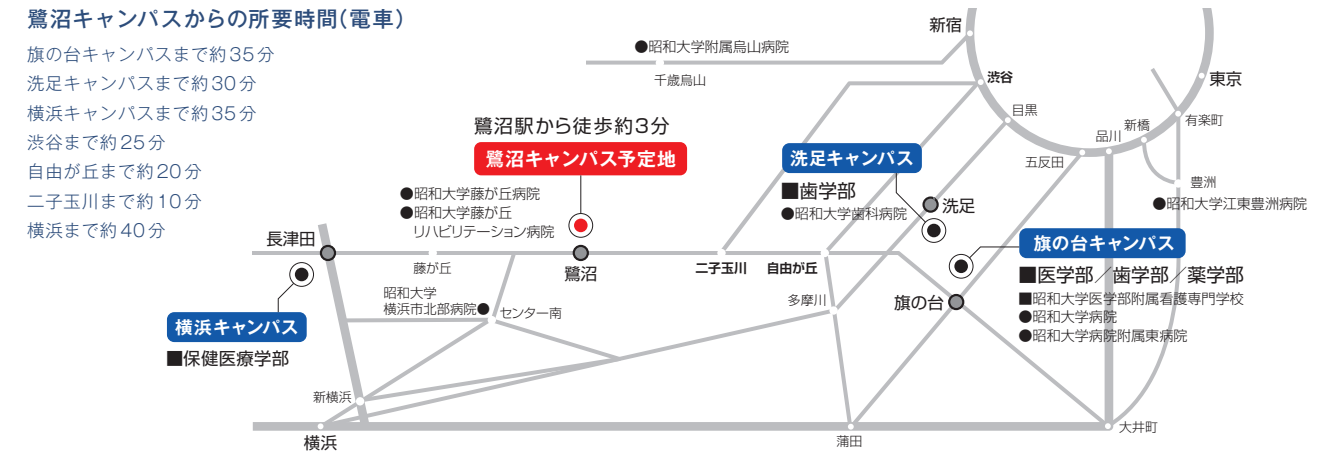 鷺沼キャンパスからの所要時間(電車)
旗の台キャンパスまで約35分
洗足キャンパスまで約30分
横浜キャンパスまで約35分
渋谷まで約25分
自由が丘まで約20分
二子玉川まで約10分
横浜まで約40分
新宿
●昭和大学附属烏山病院
千歳烏山
渋谷
東京
目黒
有楽町
新橋
品川
五反田
豊洲
●昭和大学江東豊洲病院
鷺沼駅から徒歩約3分
鷺沼キャンパス予定地
洗足キャンパス
■歯学部
●昭和大学歯科病院
洗足
●昭和大学藤が丘病院
●昭和大学藤が丘
リハビリテーション病院
長津田
藤が丘
鷺沼
二子玉川
自由が丘
旗の台キャンパス
■医学部／歯学部／薬学部
■昭和大学医学部附属看護専門学校
●昭和大学病院
●昭和大学病院附属東病院
旗の台
多摩川
昭和大学
横浜市北部病院●
センター南
横浜キャンパス
■保健医療学部
新横浜
横浜
蒲田
大井町